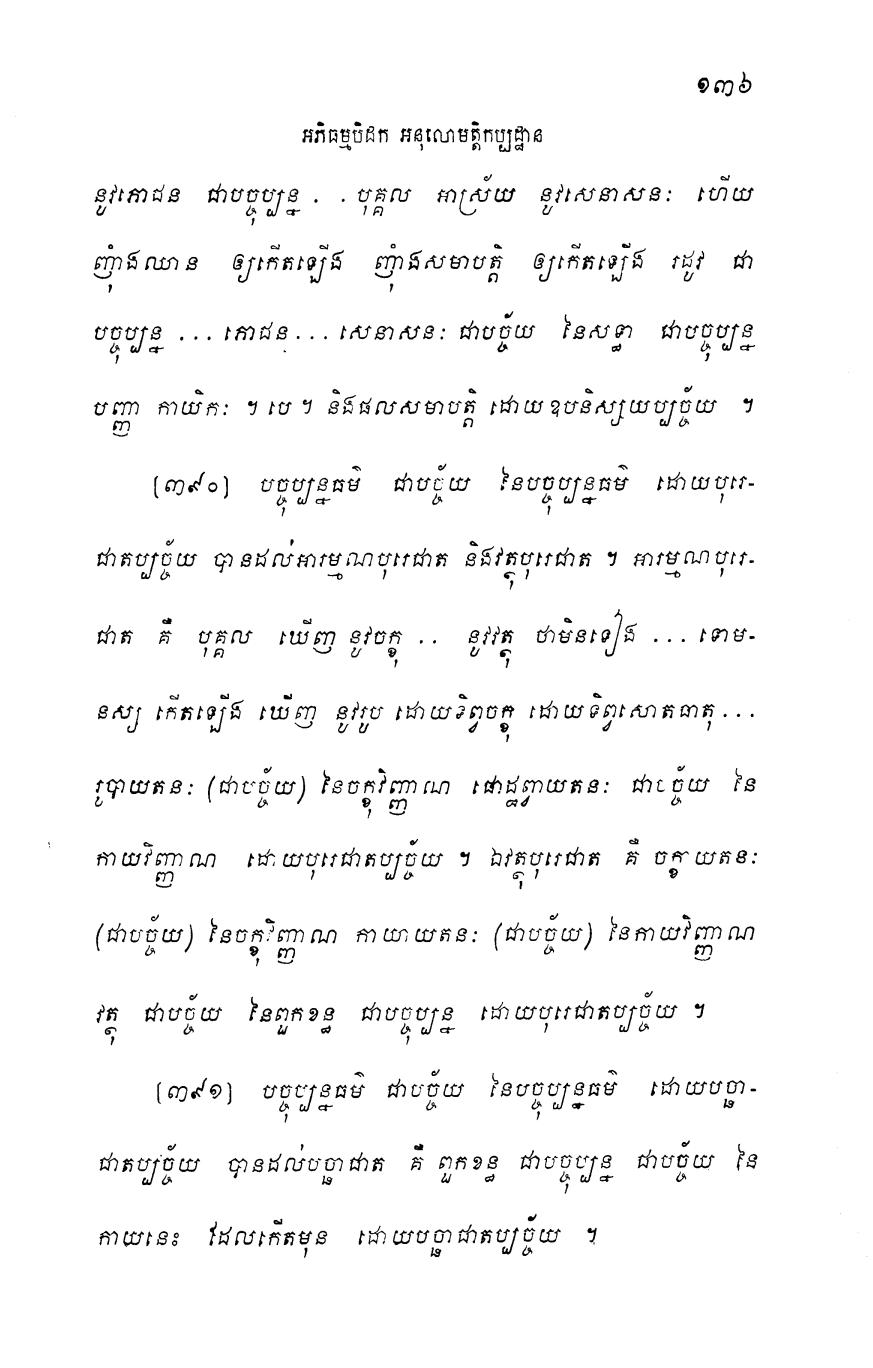 ១៣៦
អភិធម្មបិដក អនុលោមត្តិកប្បដ្ឋាន
នូវភោជន ជាបច្ចុប្បន្ន . . បុគ្គល អាស្រ័យ នូវសេនាសនៈ ហើយ
ញ៉ាំងឈាន ឲ្យកើតឡើង ញ៉ាំងសមាបត្តិ ឲ្យកើតឡើង រដូវ ជា
បច្ចុប្បន្ន ... ភោជន ... សេនាសនៈ ជាបច្ច័យ នៃសទ្ធា ជាបច្ចុប្បន្ន
បញ្ញា កាយិកៈ ។ បេ ។ និងផលសមាបត្តិ ដោយឧបនិស្សយប្បច្ច័យ ។
[៣៩០] បច្ចុប្បន្នធម៌ ជាបច្ច័យ នៃបច្ចុប្បន្នធម៌ ដោយបុរេ-
ជាតប្បច្ច័យ បានដល់អារម្មណបុរេជាត និងវត្ថុបុរេជាត ។ អារម្មណបុរេ-
ជាត គឺ បុគ្គល ឃើញ នូវចក្ខុ .. នូវវត្ថុ ថាមិនទៀង ... ទោម-
នស្ស កើតឡើង ឃើញ នូវរូប ដោយទិព្វចក្ខុ ដោយទិព្វសោតធាតុ ...
រូបាយតនៈ (ជាបច្ច័យ) នៃចក្ខុវិញ្ញាណ ផោដ្ឋព្វាយតនៈ ជាបច្ច័យ នៃ
កាយវិញ្ញាណ ដោយបុរេជាតប្បច្ច័យ ។ ឯវត្ថុបុរេជាត គឺ ចក្ខាយតនៈ
(ជាបច្ច័យ) នៃចក្ខុវិញ្ញាណ កាយាយតនៈ (ជាបច្ច័យ) នៃកាយវិញ្ញាណ
វត្ថុ ជាបច្ច័យ នៃពួកខន្ធ ជាបច្ចុប្បន្ន ដោយបុរេជាតប្បច្ច័យ ។
[៣៩១] បច្ចុប្បន្នធម៌ ជាបច្ច័យ នៃបច្ចុប្បន្នធម៌ ដោយបច្ឆា-
ជាតប្បច្ច័យ បានដល់បច្ឆាជាត គឺ ពួកខន្ធ ជាបច្ចុប្បន្ន ជាបច្ច័យ នៃ
កាយនេះ ដែលកើតមុន ដោយបច្ឆាជាតប្បច្ច័យ ។